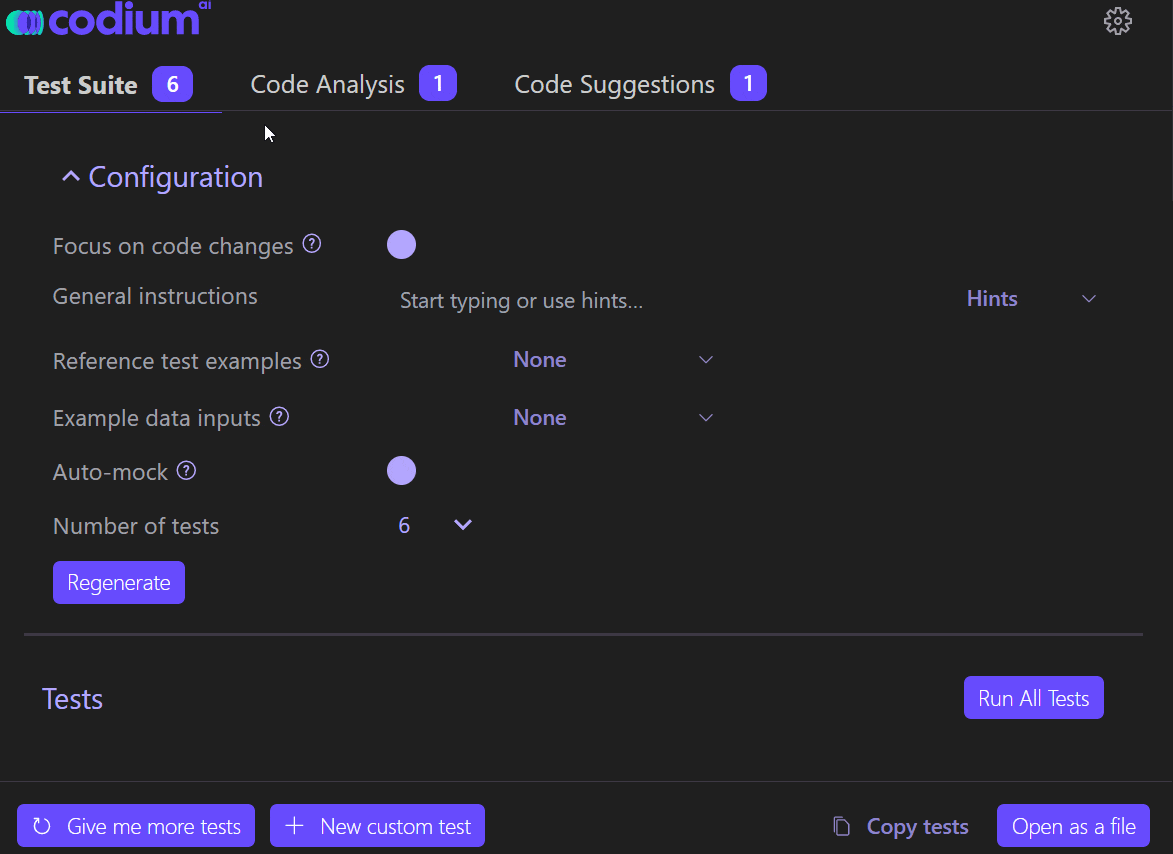 codium ai
Test Suite 6 Code Analysis 1 Code Suggestions 1
Configuration
Focus on code changes ?
General instructions Start typing or use hints... Hints
Reference test examples ? None
Example data inputs ? None
Auto-mock ?
Number of tests 6
Regenerate
Tests Run All Tests
Give me more tests + New custom test Copy tests Open as a file